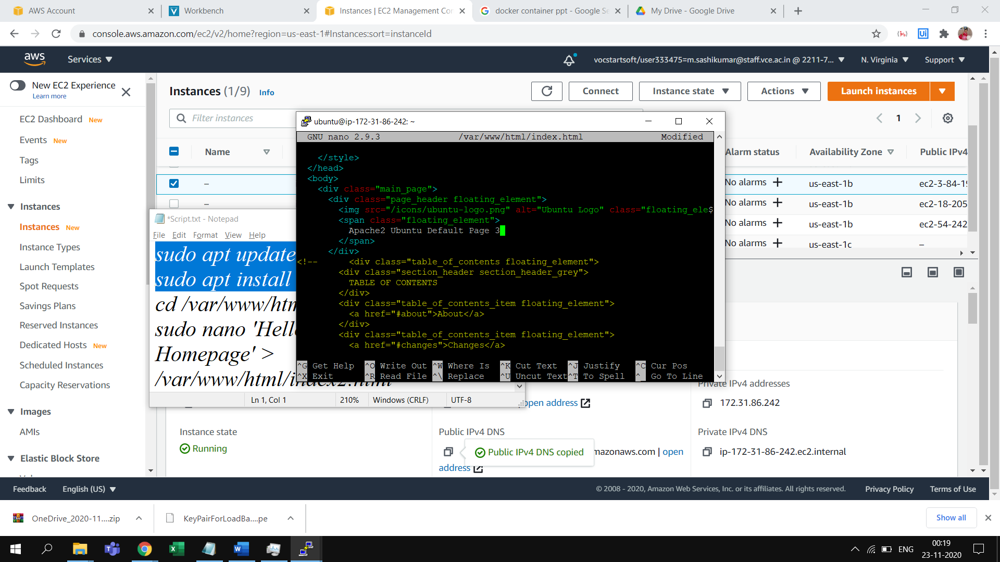 AWS Account
Workbench
Instances | EC2 Management Con
docker container ppt - Google Se
My Drive - Google Drive
console.aws.amazon.com/ec2/v2/home?region=us-east-1#Instances:sort=instanceId
aws
Services
vocstartsoft/user333475=m.sashikumar@staff.vce.ac.in @ 2211-7...
N. Virginia
Support
New EC2 Experience
Learn more
EC2 Dashboard New
Events New
Tags
Limits
Instances
Instances New
Instance Types
Launch Templates
Spot Requests
Savings Plans
Reserved Instances
Dedicated Hosts New
Scheduled Instances
Capacity Reservations
Images
AMIs
Elastic Block Store
Instances (1/9) Info
Connect
Instance state
Actions
Launch instances
Filter instances
1
Name
Alarm status
Availability Zone
Public IPv4
– No alarms + us-east-1b ec2-3-84-19
– No alarms + us-east-1b ec2-18-205
No alarms + us-east-1b ec2-54-242
No alarms + us-east-1c –
*Script.txt - Notepad
File Edit Format View Help
sudo apt update
sudo apt install
cd /var/www/htm
sudo nano 'Hello
Homepage' >
/var/www/html/index2.html
Ln 1, Col 1
210%
Windows (CRLF)
UTF-8
ubuntu@ip-172-31-86-242: ~
GNU nano 2.9.3 /var/www/html/index.html Modified
</style>
</head>
<body>
<div class="main_page">
<div class="page_header floating_element">
<img src="/icons/ubuntu-logo.png" alt="Ubuntu Logo" class="floating_ele$
<span class="floating_element">
Apache2 Ubuntu Default Page 3
</span>
</div>
<!-- <div class="table_of_contents floating_element">
<div class="section_header section_header_grey">
TABLE OF CONTENTS
</div>
<div class="table_of_contents_item floating_element">
<a href="#about">About</a>
</div>
<div class="table_of_contents_item floating_element">
<a href="#changes">Changes</a>
^G Get Help ^O Write Out ^W Where Is ^K Cut Text ^J Justify ^C Cur Pos
^X Exit ^R Read File ^\ Replace ^U Uncut Text ^T To Spell ^_ Go To Line
open address
Private IPv4 addresses
172.31.86.242
Instance state
Running
Public IPv4 DNS
Public IPv4 DNS copied
mazonaws.com | open
address
Private IPv4 DNS
ip-172-31-86-242.ec2.internal
Feedback
English (US)
© 2008 - 2020, Amazon Web Services, Inc. or its affiliates. All rights reserved.
Privacy Policy
Terms of Use
OneDrive_2020-11....zip
KeyPairForLoadBa....pe
Show all
ENG
00:19
23-11-2020